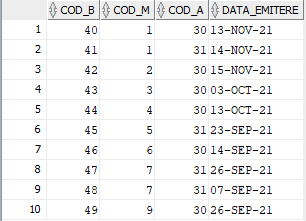 COD_B COD_M COD_A DATA_EMITERE
1 40 1 30 13-NOV-21
2 41 1 31 14-NOV-21
3 42 2 30 15-NOV-21
4 43 3 30 03-OCT-21
5 44 4 30 13-OCT-21
6 45 5 31 23-SEP-21
7 46 6 30 14-SEP-21
8 47 7 31 26-SEP-21
9 48 7 31 07-SEP-21
10 49 9 30 26-SEP-21